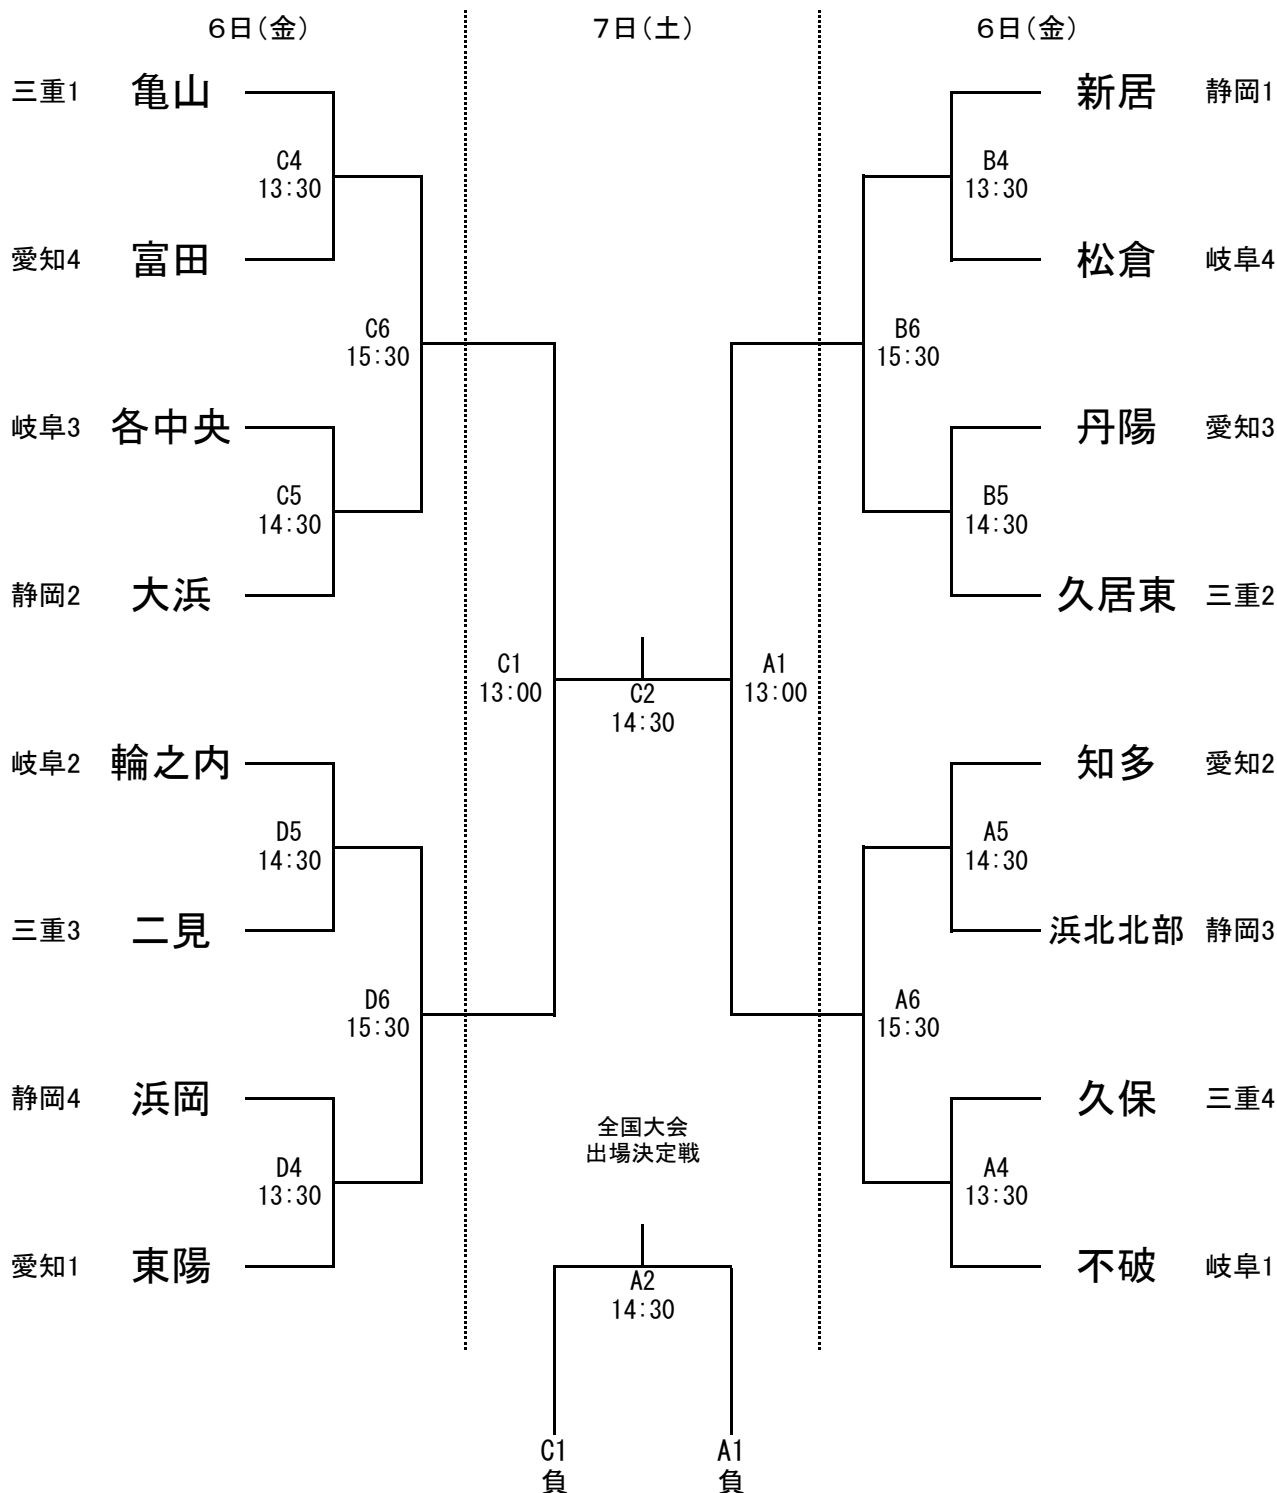 6日(金)
7日(土)
6日(金)
三重1 亀山
新居 静岡1
C4
13:30
B4
13:30
愛知4 富田
松倉 岐阜4
C6
15:30
B6
15:30
岐阜3 各中央
丹陽 愛知3
C5
14:30
B5
14:30
静岡2 大浜
久居東 三重2
C1
13:00
C2
14:30
A1
13:00
岐阜2 輪之内
知多 愛知2
D5
14:30
A5
14:30
三重3 二見
浜北北部 静岡3
D6
15:30
A6
15:30
静岡4 浜岡
久保 三重4
全国大会
出場決定戦
D4
13:30
A4
13:30
愛知1 東陽
不破 岐阜1
A2
14:30
C1
負
A1
負